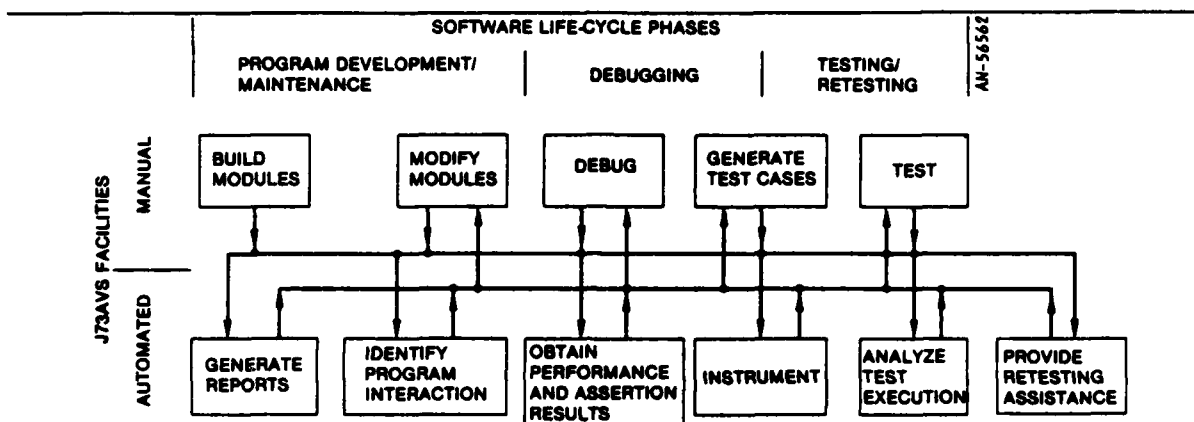 SOFTWARE LIFE-CYCLE PHASES
PROGRAM DEVELOPMENT/
MAINTENANCE
DEBUGGING
TESTING/
RETESTING
AN-56562
J73AVS FACILITIES
MANUAL
BUILD
MODULES
MODIFY
MODULES
DEBUG
GENERATE
TEST CASES
TEST
AUTOMATED
GENERATE
REPORTS
IDENTIFY
PROGRAM
INTERACTION
OBTAIN
PERFORMANCE
AND ASSERTION
RESULTS
INSTRUMENT
ANALYZE
TEST
EXECUTION
PROVIDE
RETESTING
ASSISTANCE